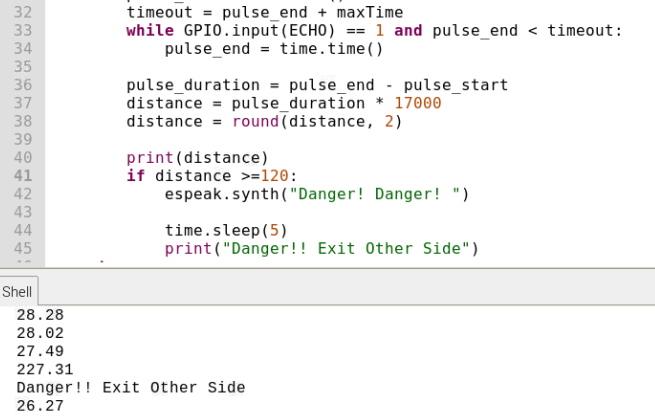 32 timeout = pulse_end + maxTime
33 while GPIO.input(ECHO) == 1 and pulse_end < timeout:
34 pulse_end = time.time()
35
36 pulse_duration = pulse_end - pulse_start
37 distance = pulse_duration * 17000
38 distance = round(distance, 2)
39
40 print(distance)
41 if distance >=120:
42 espeak.synth("Danger! Danger! ")
43
44 time.sleep(5)
45 print("Danger!! Exit Other Side")
Shell
28.28
28.02
27.49
227.31
Danger!! Exit Other Side
26.27